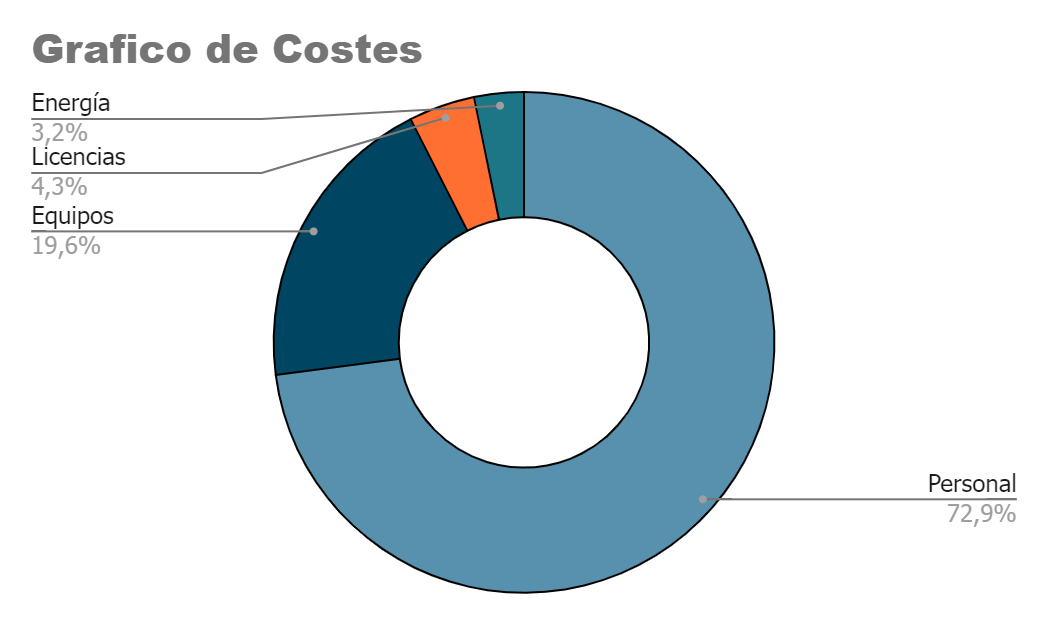 Grafico de Costes
Energía
3,2%
Licencias
4,3%
Equipos
19,6%
Personal
72,9%